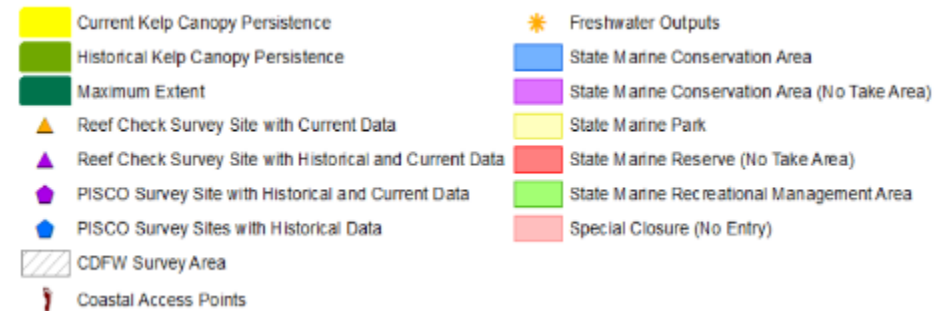 Current Kelp Canopy Persistence
Historical Kelp Canopy Persistence
Maximum Extent
Reef Check Survey Site with Current Data
Reef Check Survey Site with Historical and Current Data
PISCO Survey Site with Historical and Current Data
PISCO Survey Sites with Historical Data
CDFW Survey Area
Coastal Access Points
Freshwater Outputs
State Marine Conservation Area
State Marine Conservation Area (No Take Area)
State Marine Park
State Marine Reserve (No Take Area)
State Marine Recreational Management Area
Special Closure (No Entry)